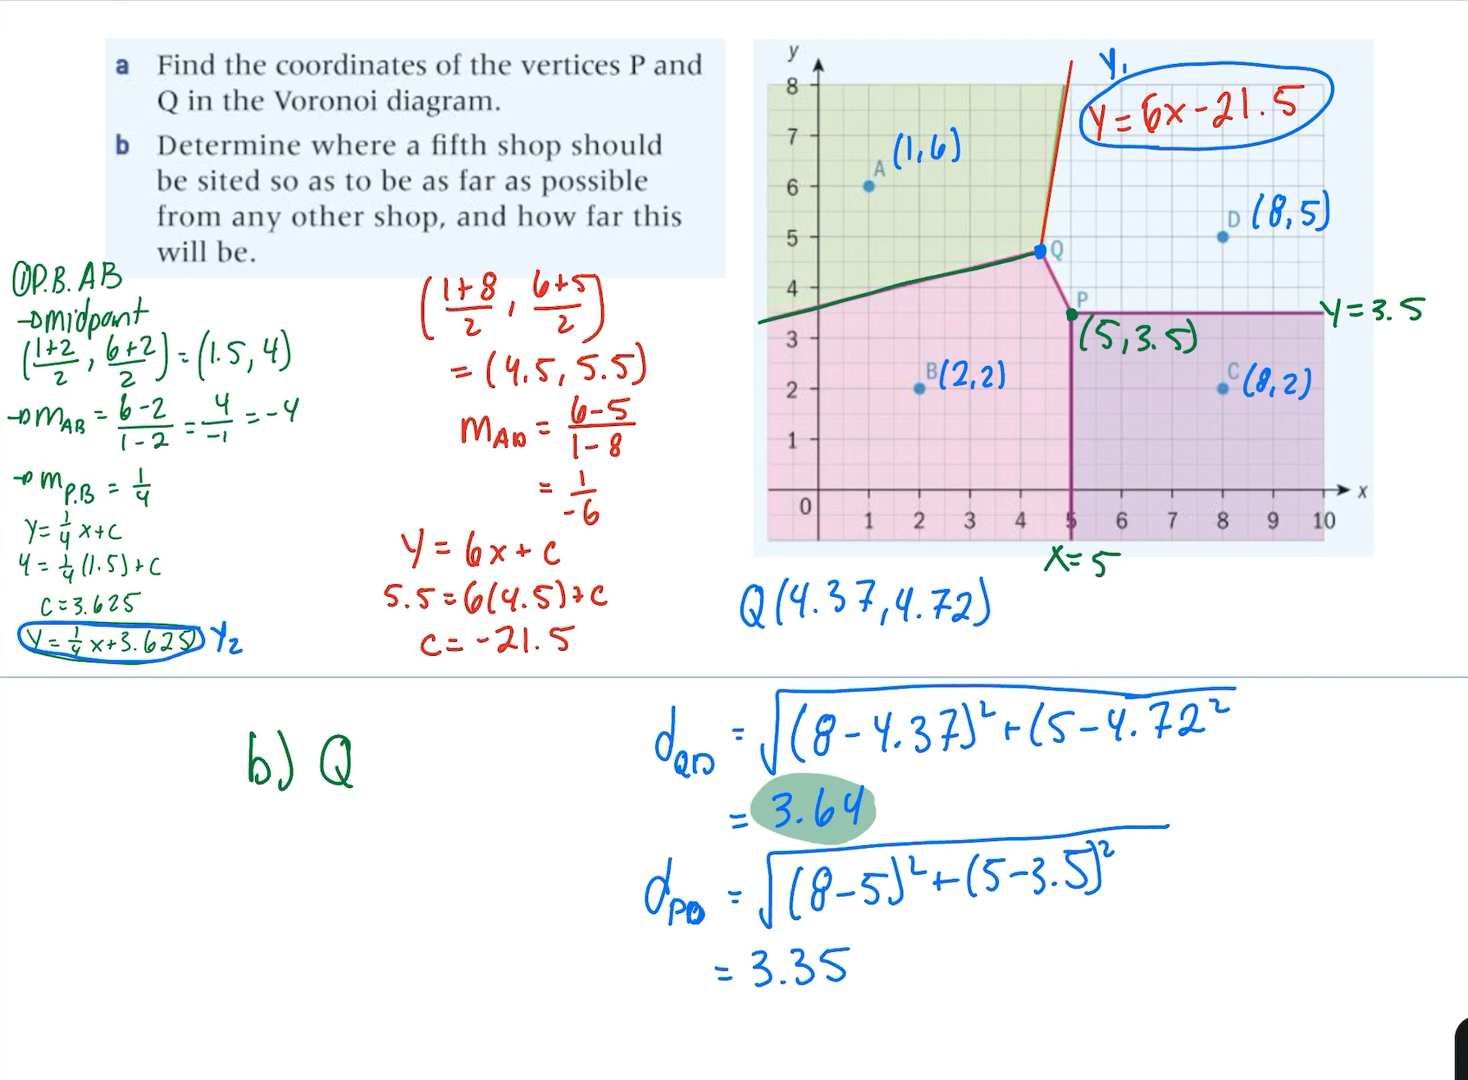 a Find the coordinates of the vertices P and
Q in the Voronoi diagram.
b Determine where a fifth shop should
be sited so as to be as far as possible
from any other shop, and how far this
will be.
① P.B. AB
→ midpoint
(1+2/2, 6+2/2) = (1.5, 4)
→ m_AB = 6-2/1-2 = 4/-1 = -4
→ m_P.B = 1/4
y = 1/4 x + c
4 = 1/4 (1.5) + c
c = 3.625
y = 1/4 x + 3.625 y₂
(1+8/2, 6+5/2)
= (4.5, 5.5)
m_AD = 6-5/1-8
= 1/-6
y = 6x + c
5.5 = 6(4.5) + c
c = -21.5
y
y₁
y = 6x - 21.5
8
7
6
5
4
3
2
1
0
1 2 3 4 5 6 7 8 9 10
x
A (1,6)
D (8,5)
Q
P
y = 3.5
(5, 3.5)
B (2,2)
C (8,2)
x = 5
Q (4.37, 4.72)
b) Q
d_QD = √(8-4.37)² + (5-4.72²
= 3.64
d_PD = √(8-5)² + (5-3.5)²
= 3.35